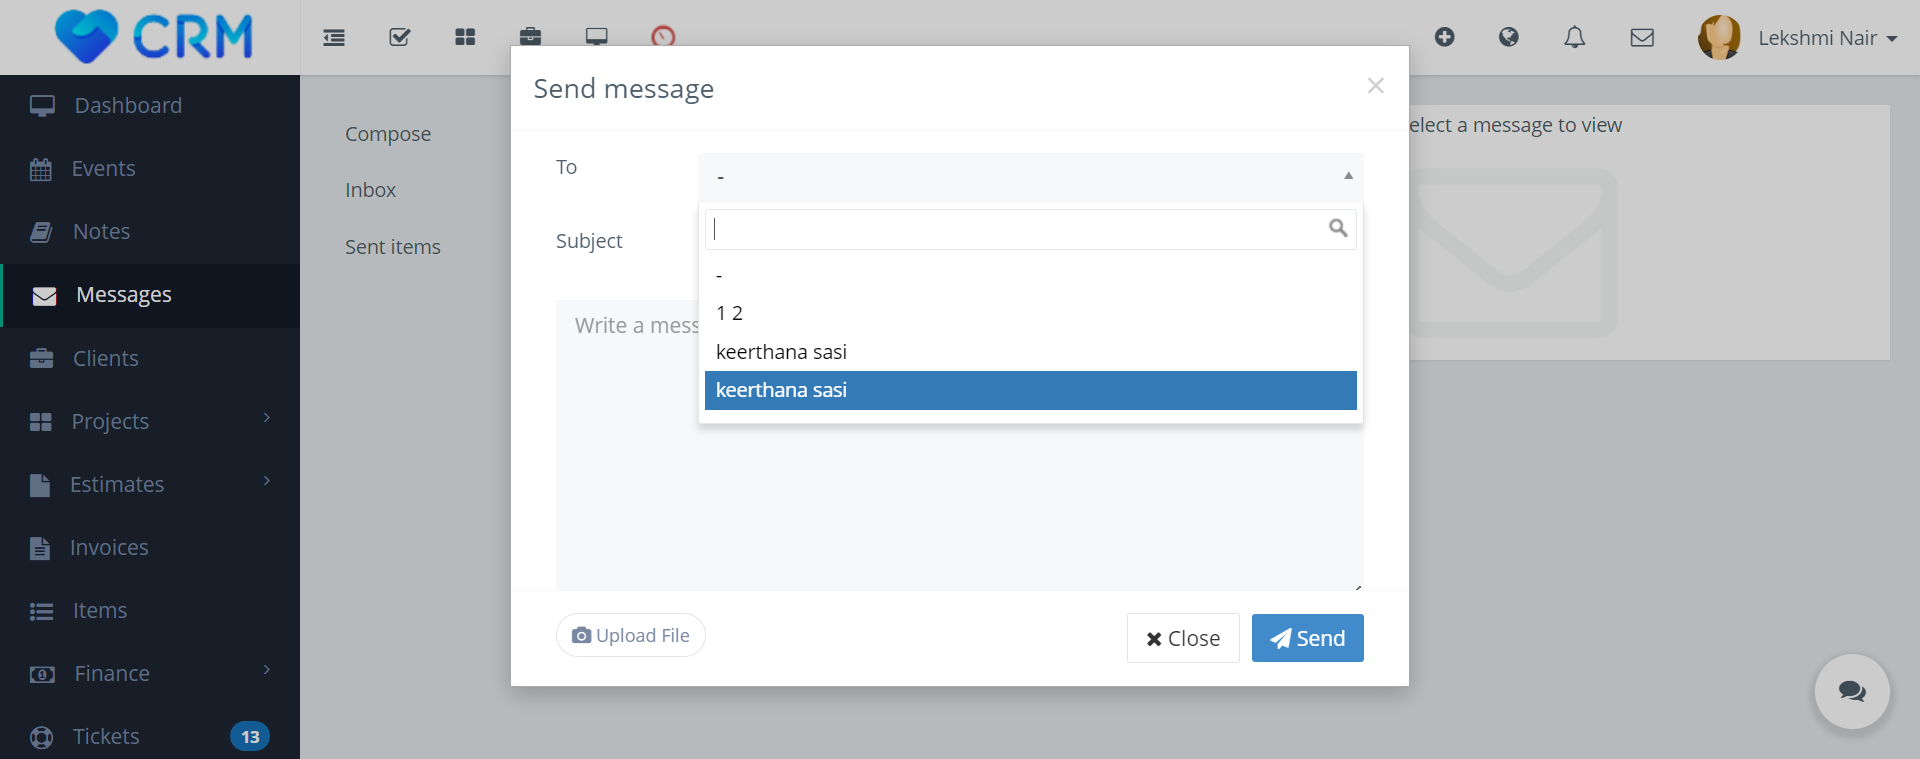 CRM
Lekshmi Nair
Dashboard
Events
Notes
Messages
Clients
Projects
Estimates
Invoices
Items
Finance
Tickets 13
Compose
Inbox
Sent items
Send message
To
-
Subject
-
1 2
keerthana sasi
keerthana sasi
Write a mess
Upload File
Close
Send
elect a message to view